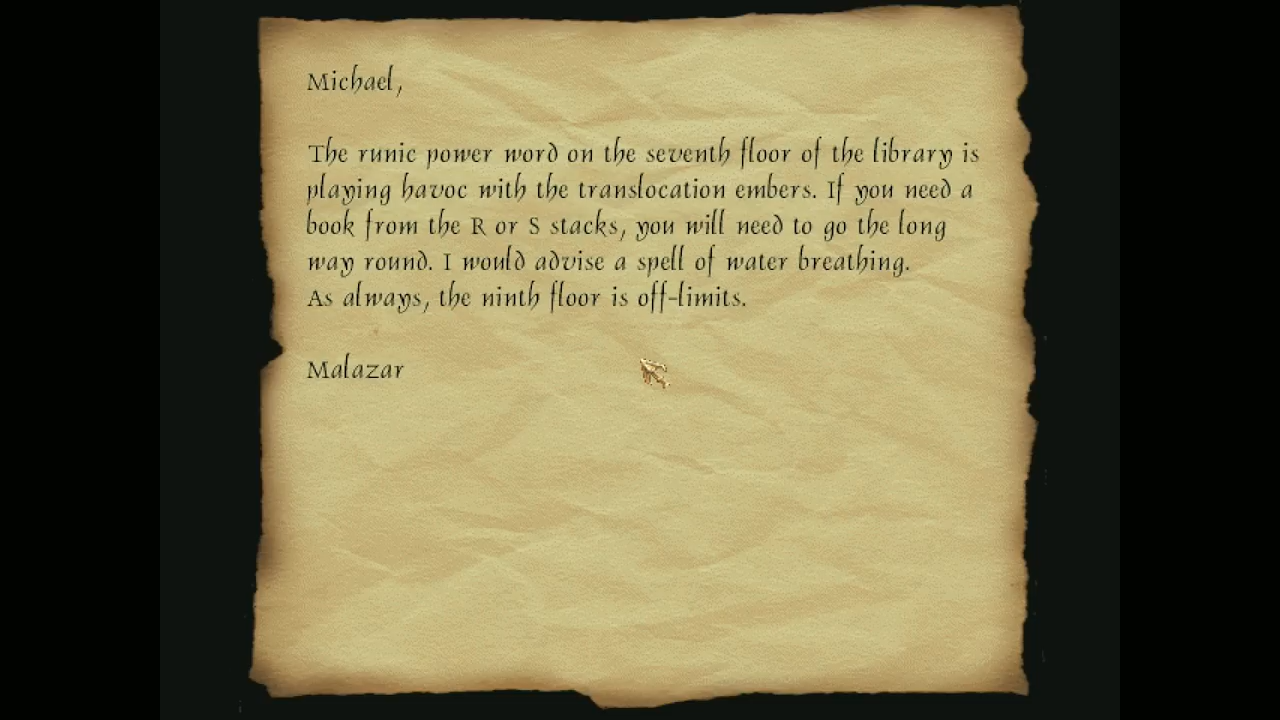 Michael,
The runic power word on the seventh floor of the library is
playing havoc with the translocation embers. If you need a
book from the R or S stacks, you will need to go the long
way round. I would advise a spell of water breathing.
As always, the ninth floor is off-limits.
Malazar